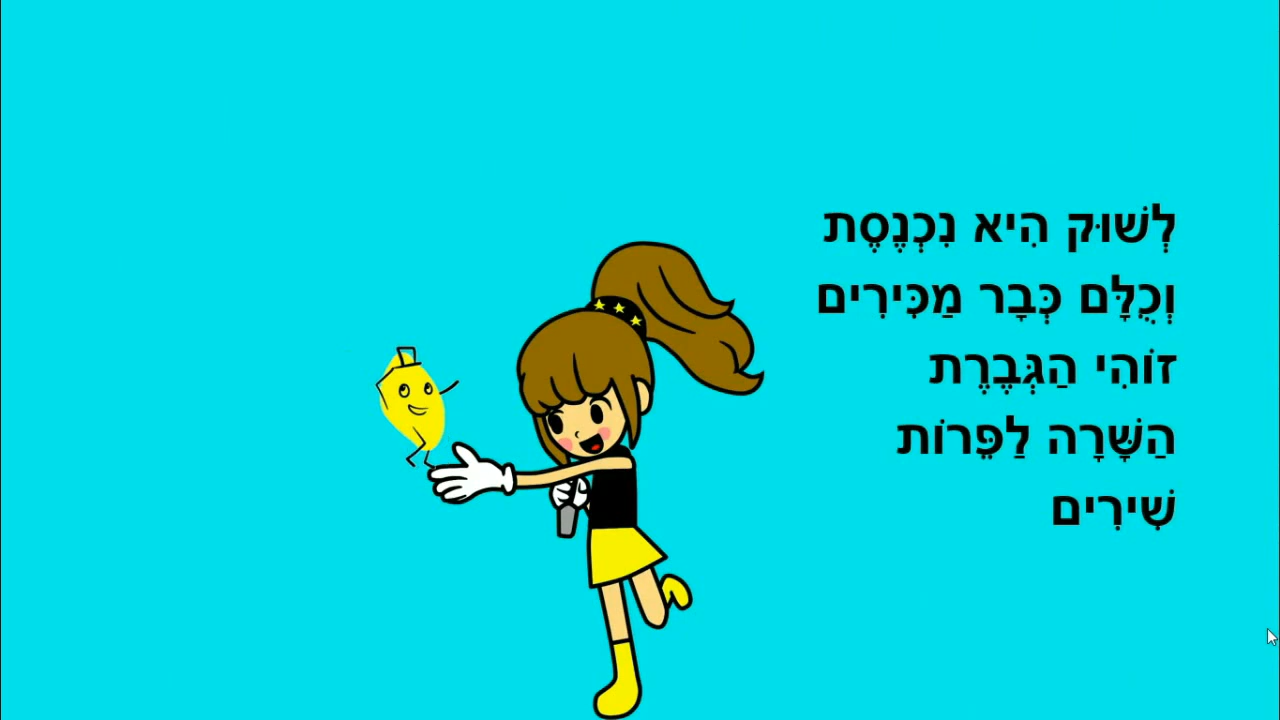 לְשׁוּק הִיא נִכְנֶסֶת
וְכֻלָּם כְּבָר מַכִּירִים
זוֹהִי הַגְּבֶרֶת
הַשָּׁרָה לַפֵּרוֹת
שִׁירִים